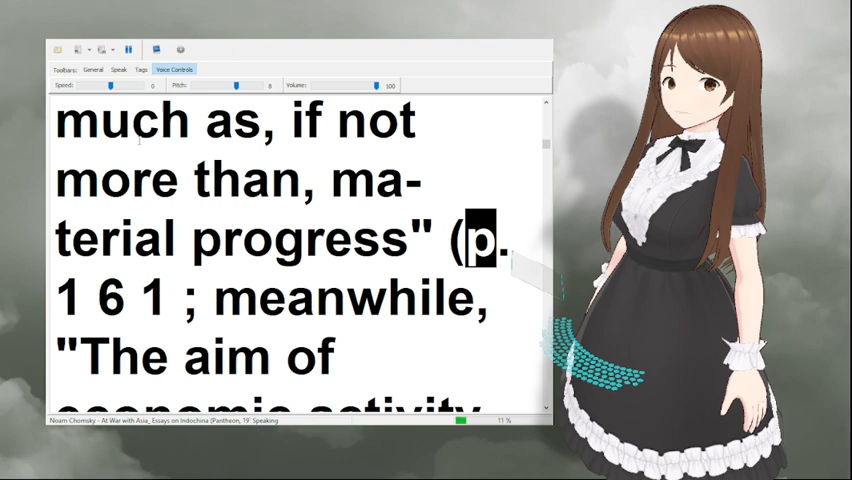 Toolbars: General Speak Tags Voice Controls
Speed: 0 Pitch: 8 Volume: 100
much as, if not
more than, ma-
terial progress" (p.
1 6 1 ; meanwhile,
"The aim of
economic activity
Noam Chomsky - At War with Asia_ Essays on Indochina (Pantheon, 19 Speaking 11 %